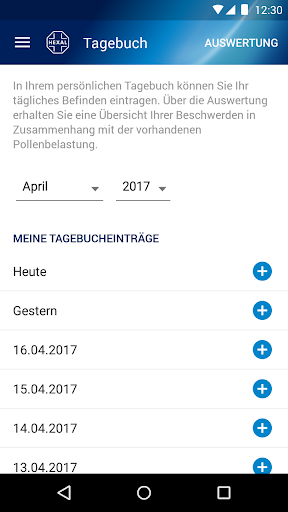 12:30
HEXAL
Tagebuch
AUSWERTUNG
In Ihrem persönlichen Tagebuch können Sie Ihr
tägliches Befinden eintragen. Über die Auswertung
erhalten Sie eine Übersicht Ihrer Beschwerden in
Zusammenhang mit der vorhandenen
Pollenbelastung.
April
2017
MEINE TAGEBUCHEINTRÄGE
Heute
Gestern
16.04.2017
15.04.2017
14.04.2017
13.04.2017